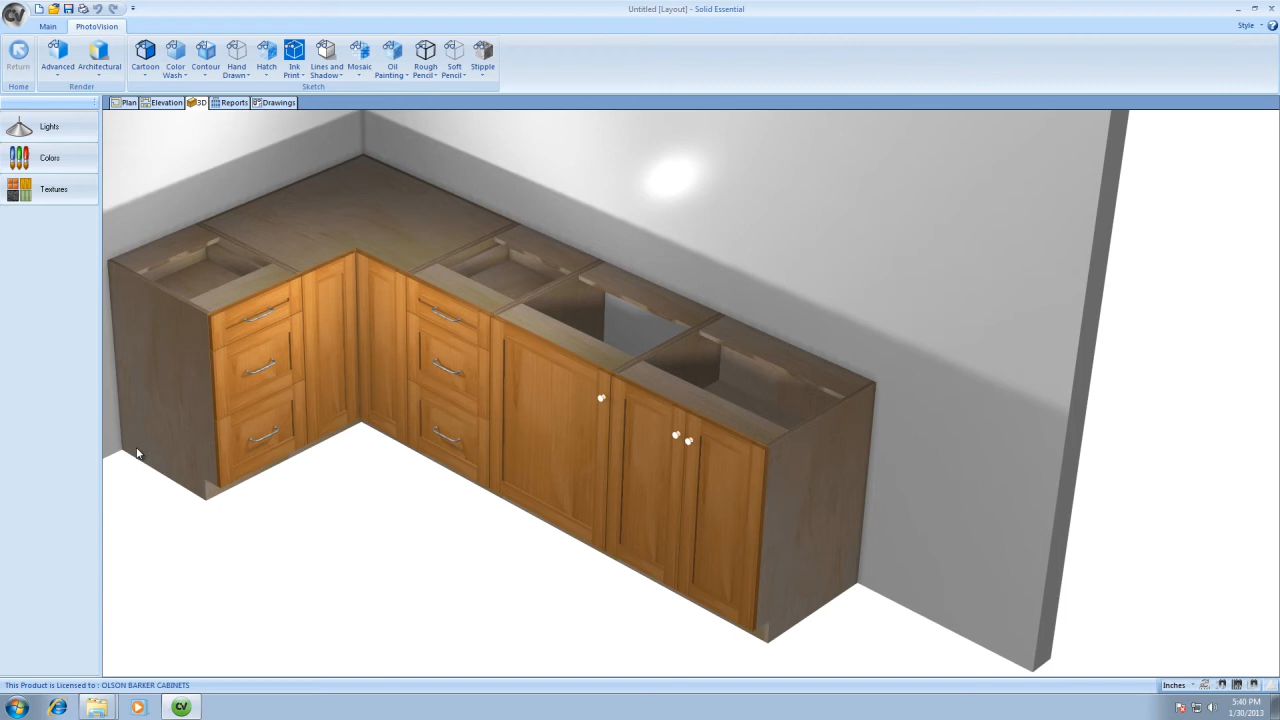 CV
Untitled [Layout] - Solid Essential
Main PhotoVision Style
Return
Advanced Architectural
Cartoon Color Wash Contour Hand Drawn Hatch Ink Print Lines and Shadow Mosaic Oil Painting Rough Pencil Soft Pencil Stipple
Home Render Sketch
Plan Elevation 3D Reports Drawings
Lights
Colors
Textures
This Product is Licensed to : OLSON BARKER CABINETS Inches
CV
5:40 PM
1/30/2013